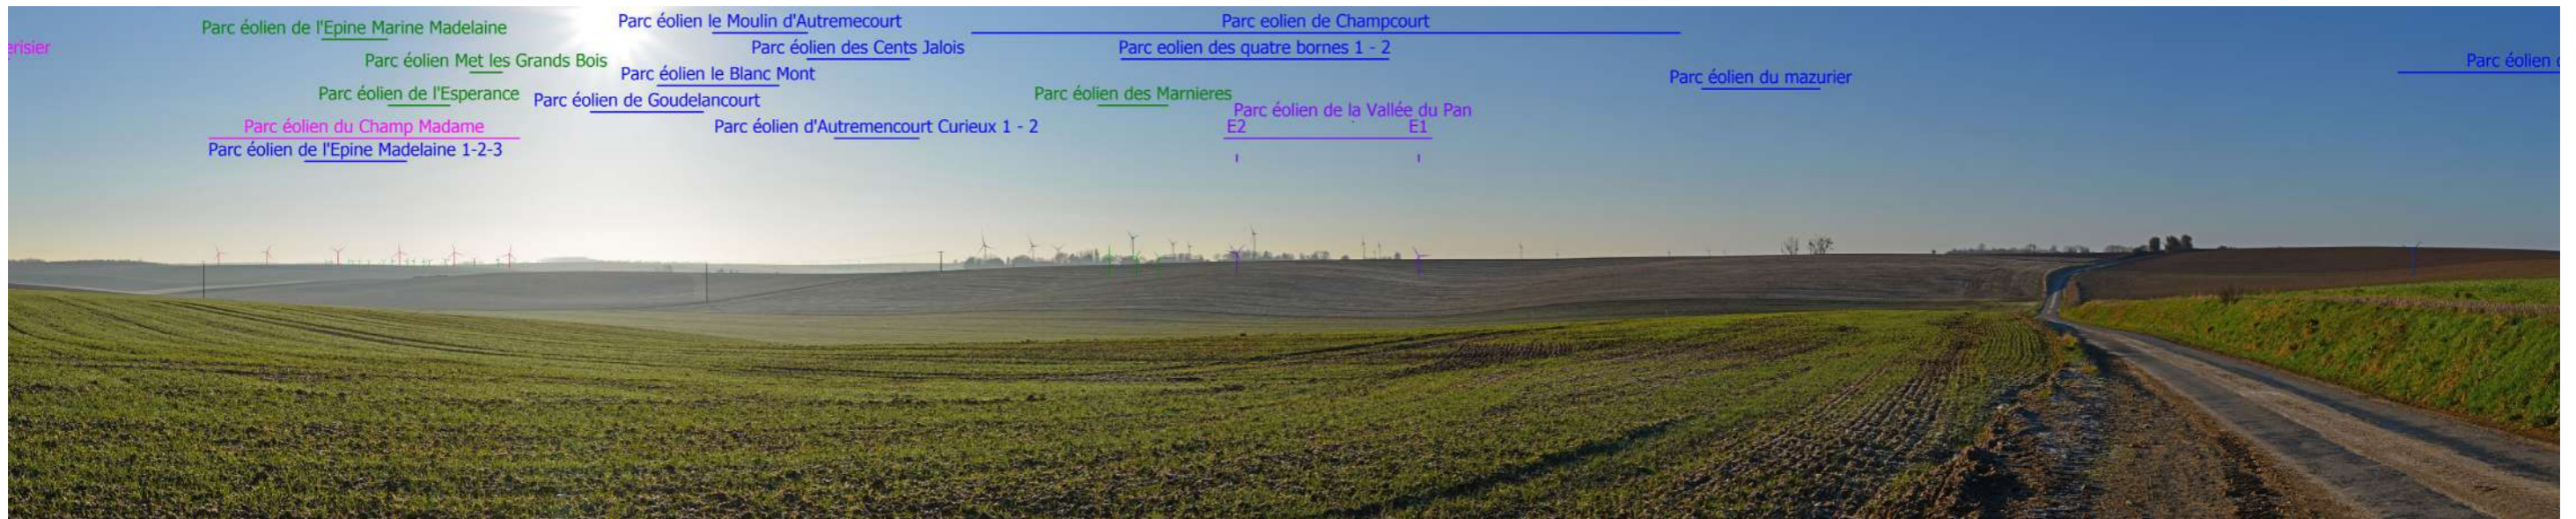 Parc éolien de l'Epine Marine Madelaine
Parc éolien le Moulin d'Autremecourt
Parc eolien de Champcourt
erisier
Parc éolien des Cents Jalois
Parc eolien des quatre bornes 1 - 2
Parc éolien Met les Grands Bois
Parc éolien
Parc éolien le Blanc Mont
Parc éolien du mazurier
Parc éolien de l'Esperance
Parc éolien de Goudelancourt
Parc éolien des Marnieres
Parc éolien de la Vallée du Pan
Parc éolien du Champ Madame
Parc éolien d'Autremencourt Curieux 1 - 2
E2
E1
Parc éolien de l'Epine Madelaine 1-2-3